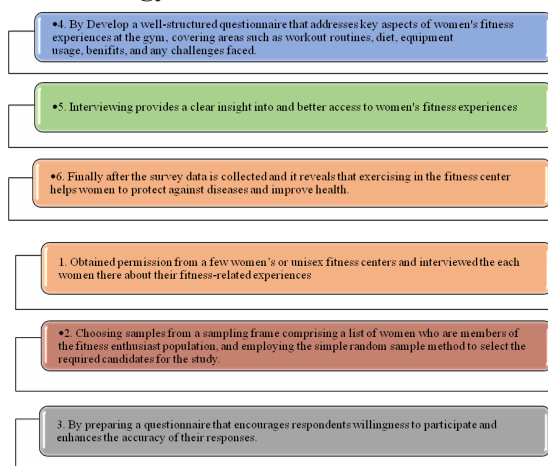 •4. By Develop a well-structured questionnaire that addresses key aspects of women's fitness
experiences at the gym, covering areas such as workout routines, diet, equipment
usage, benifits, and any challenges faced.
•5. Interviewing provides a clear insight into and better access to women's fitness experiences
•6. Finally after the survey data is collected and it reveals that exercising in the fitness center
helps women to protect against diseases and improve health.
1. Obtained permission from a few women's or unisex fitness centers and interviewed the each
women there about their fitness-related experiences
•2. Choosing samples from a sampling frame comprising a list of women who are members of
the fitness enthusiast population, and employing the simple random sample method to select the
required candidates for the study.
3. By preparing a questionnaire that encourages respondents willingness to participate and
enhances the accuracy of their responses.